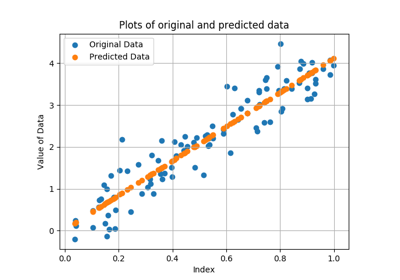 Plots of original and predicted data
Original Data
Predicted Data
Value of Data
4
3
2
1
0
0.0 0.2 0.4 0.6 0.8 1.0
Index